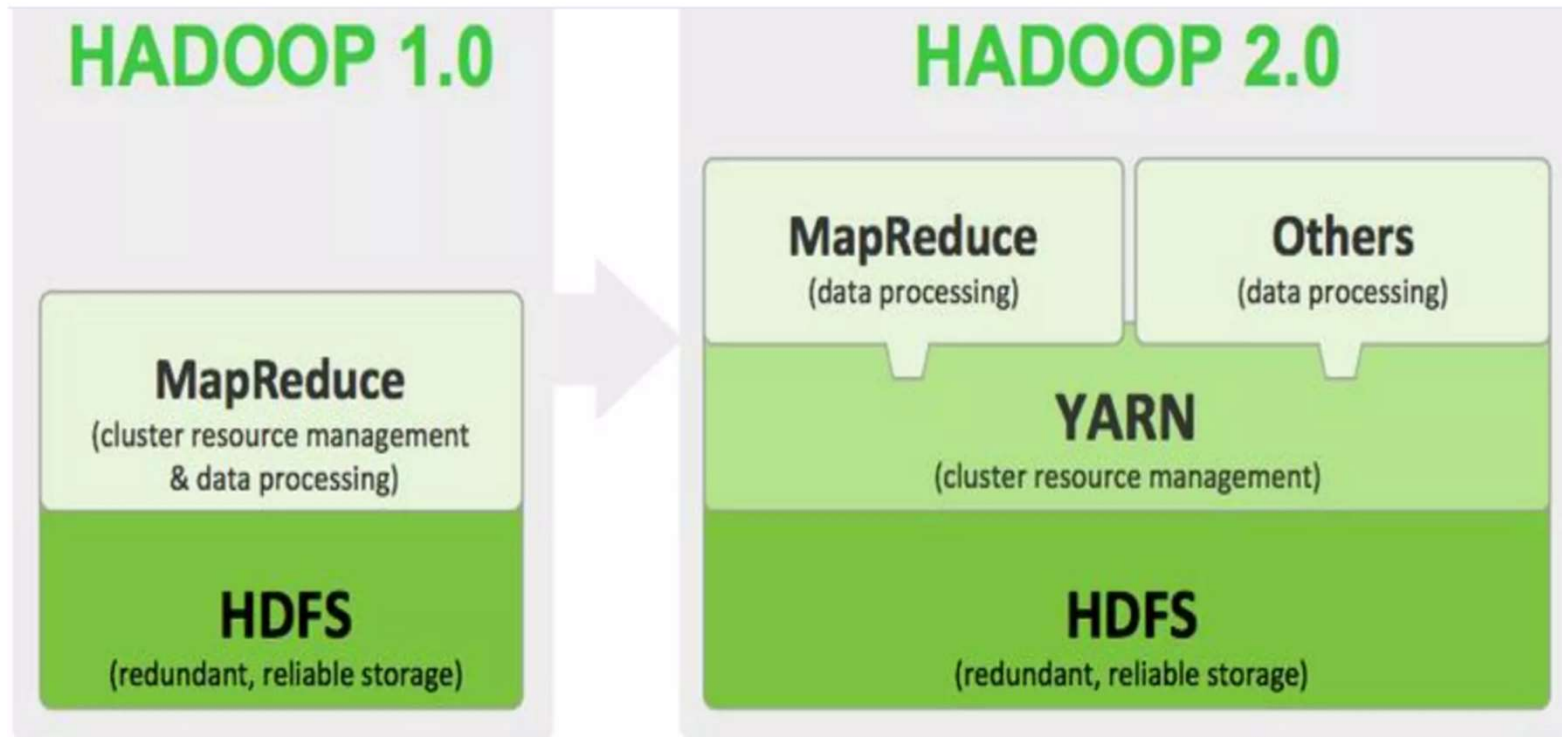 HADOOP 1.0
MapReduce
(cluster resource management
& data processing)
HDFS
(redundant, reliable storage)
HADOOP 2.0
MapReduce
(data processing)
Others
(data processing)
YARN
(cluster resource management)
HDFS
(redundant, reliable storage)